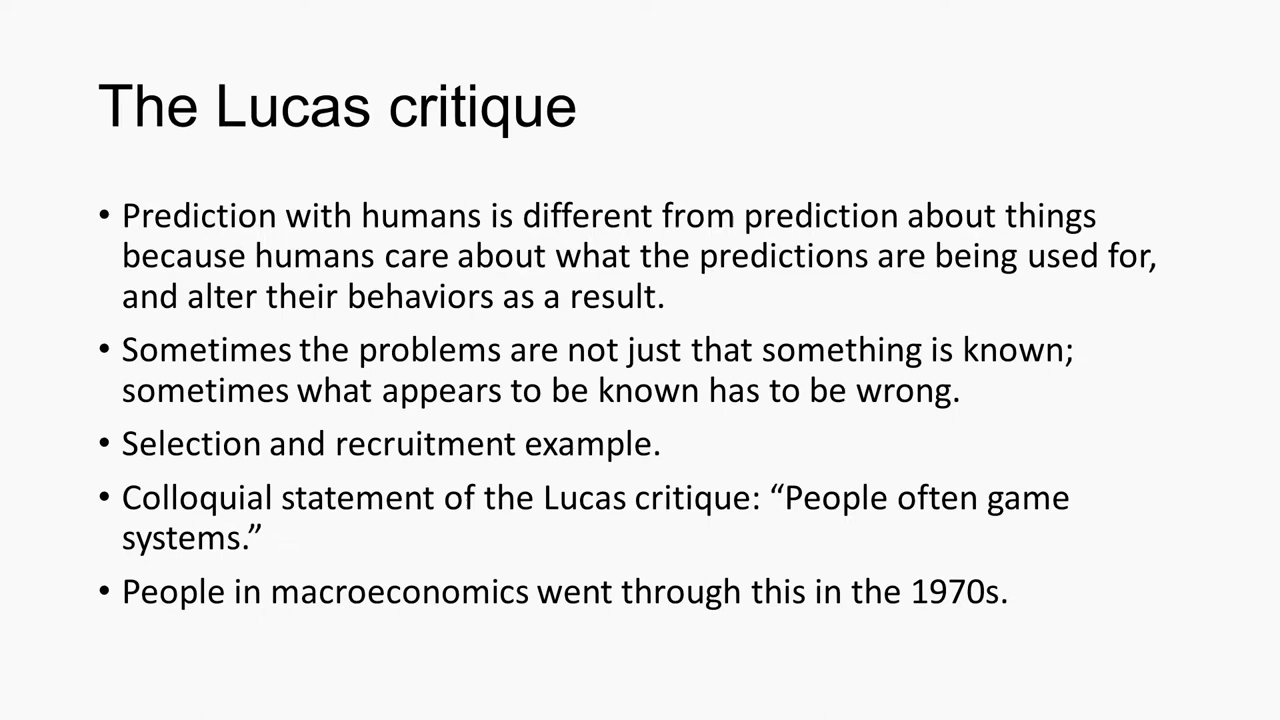 The Lucas critique
• Prediction with humans is different from prediction about things
because humans care about what the predictions are being used for,
and alter their behaviors as a result.
• Sometimes the problems are not just that something is known;
sometimes what appears to be known has to be wrong.
• Selection and recruitment example.
• Colloquial statement of the Lucas critique: “People often game
systems.”
• People in macroeconomics went through this in the 1970s.